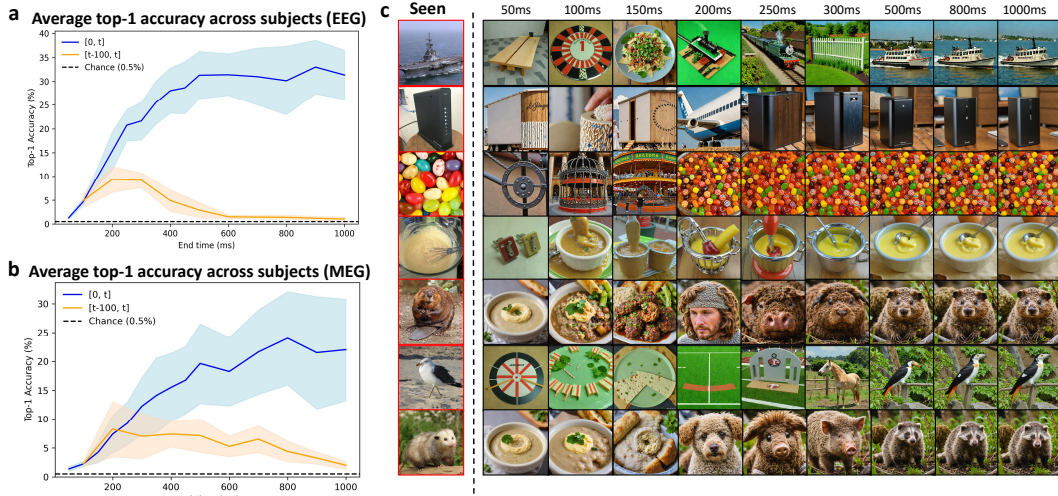 a
Average top-1 accuracy across subjects (EEG)
[0, t]
[t-100, t]
Chance (0.5%)
Top-1 Accuracy (%)
40
35
30
25
20
15
10
5
0
200 400 600 800 1000
End time (ms)
b
Average top-1 accuracy across subjects (MEG)
[0, t]
[t-100, t]
Chance (0.5%)
Top-1 Accuracy (%)
30
25
20
15
10
5
0
200 400 600 800 1000
c
Seen
50ms 100ms 150ms 200ms 250ms 300ms 500ms 800ms 1000ms